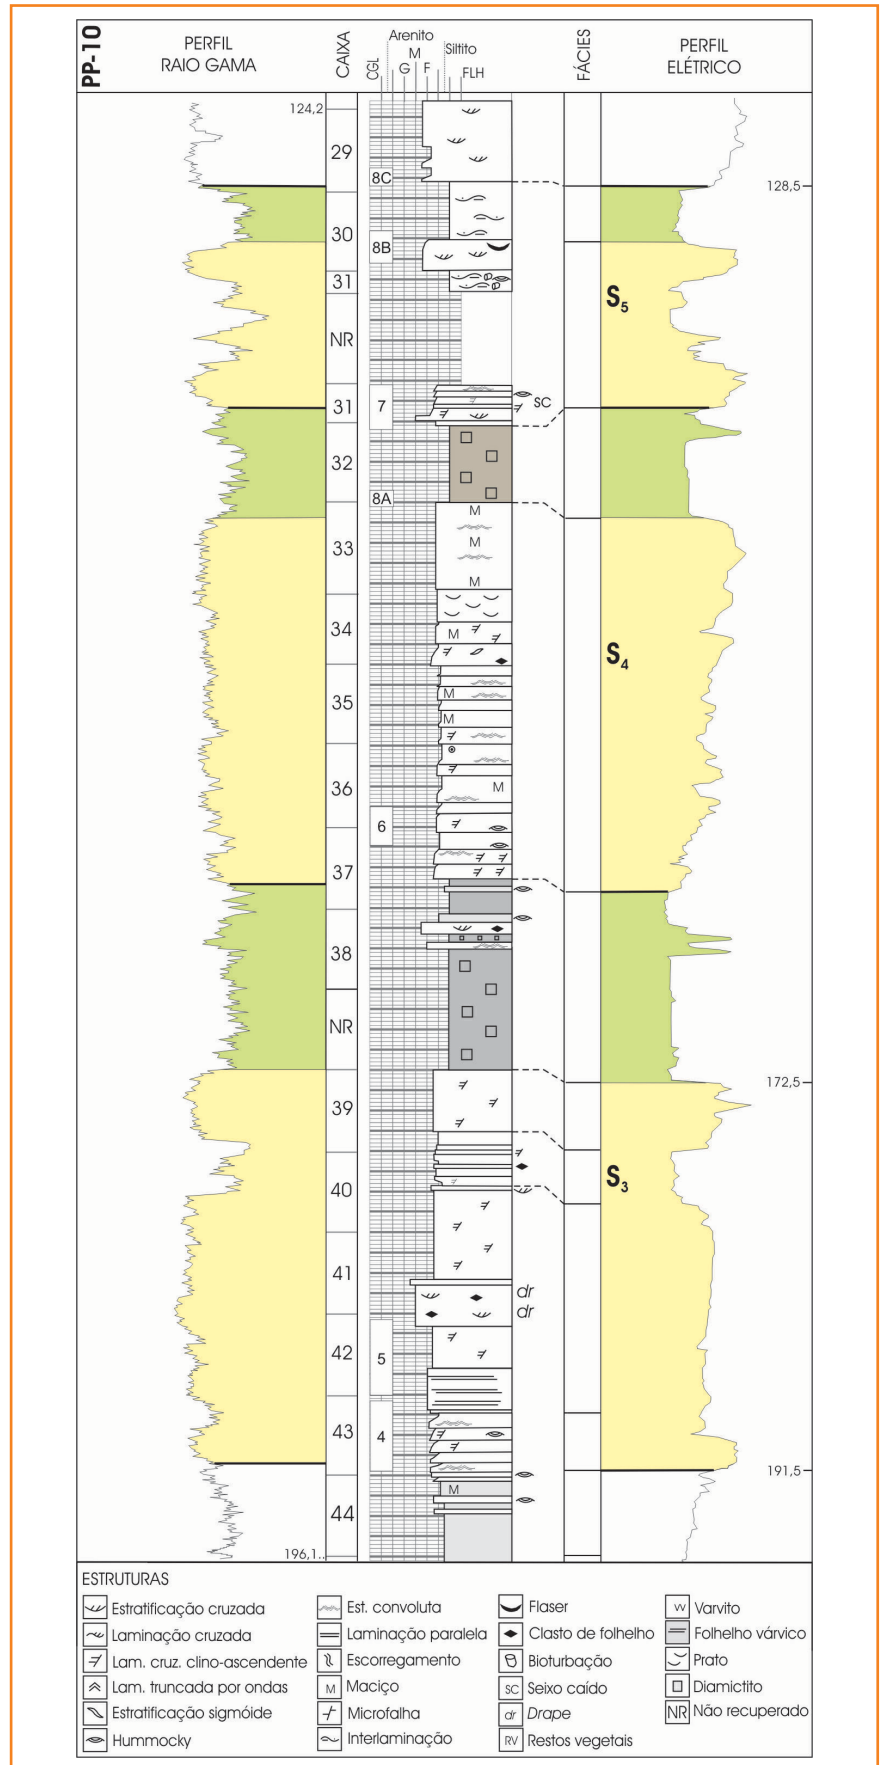 PP-10
PERFIL
RAIO GAMA
CAIXA
CGL
Arenito
G
M
F
Siltito
FLH
FÁCIES
PERFIL
ELÉTRICO
124,2
29
8C
128,5
30
8B
31
S5
NR
31
7
SC
32
8A
M
33
M
M
34
M
S4
35
M
M
36
M
6
37
38
NR
172,5
39
40
S3
41
dr
dr
42
5
43
4
191,5
M
44
196,1..
ESTRUTURAS
Estratificação cruzada
Est. convoluta
Flaser
W Varvito
Laminação cruzada
Laminação paralela
Clasto de folhelho
Folhelho várvico
Lam. cruz. clino-ascendente
Escorregamento
Bioturbação
Prato
Lam. truncada por ondas
M Maciço
SC Seixo caído
Diamictito
Estratificação sigmóide
Microfalha
dr Drape
NR Não recuperado
Hummocky
Interlaminação
RV Restos vegetais